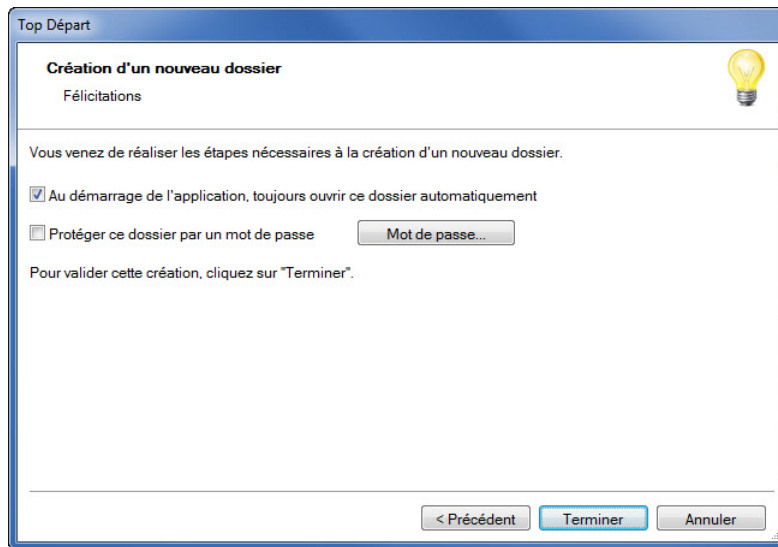 Top Départ
Création d'un nouveau dossier
Félicitations
Vous venez de réaliser les étapes nécessaires à la création d'un nouveau dossier.
Au démarrage de l'application, toujours ouvrir ce dossier automatiquement
Protéger ce dossier par un mot de passe Mot de passe...
Pour valider cette création, cliquez sur "Terminer".
< Précédent Terminer Annuler